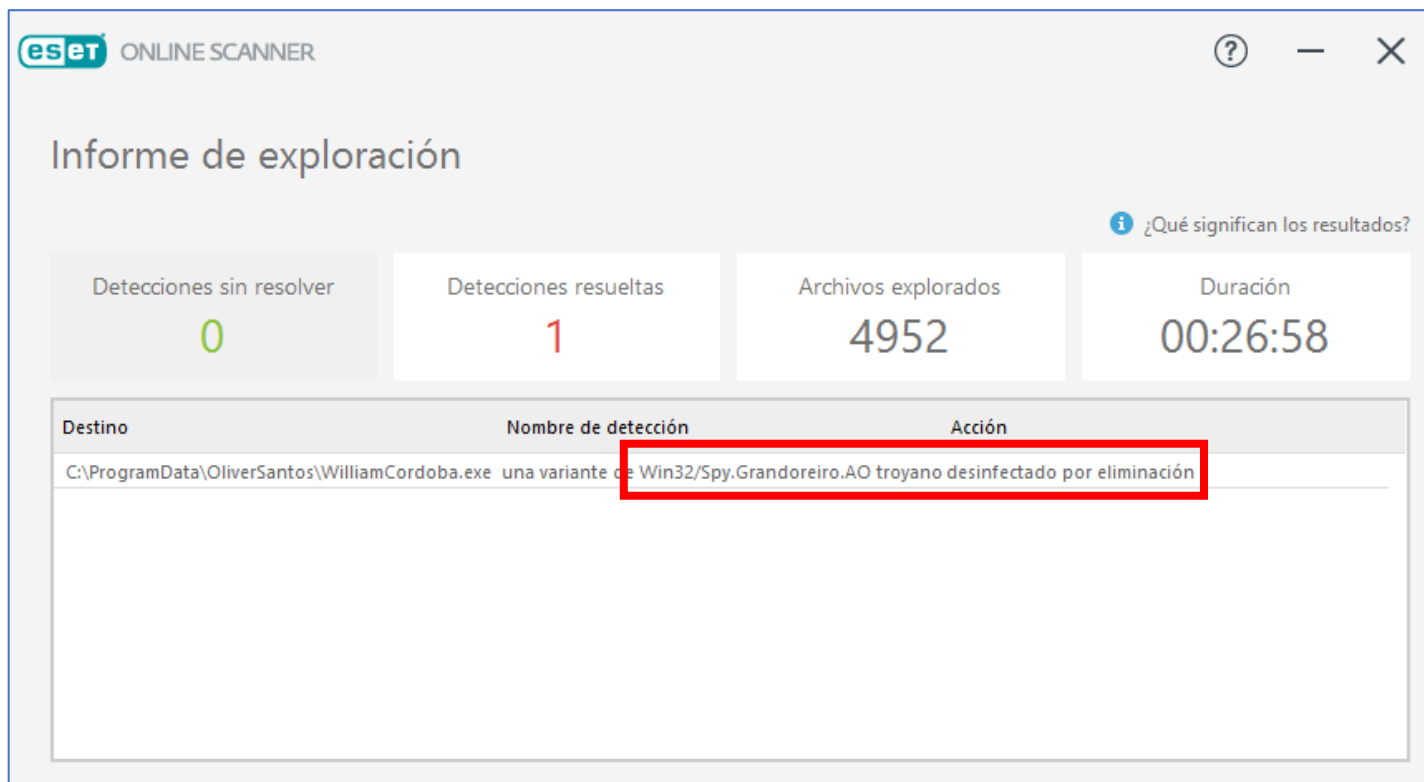 eset ONLINE SCANNER
Informe de exploración
¿Qué significan los resultados?
Detecciones sin resolver Detecciones resueltas Archivos explorados Duración
0 1 4952 00:26:58
Destino Nombre de detección Acción
C:\ProgramData\OliverSantos\WilliamCordoba.exe una variante de Win32/Spy.Grandoreiro.AO troyano desinfectado por eliminación